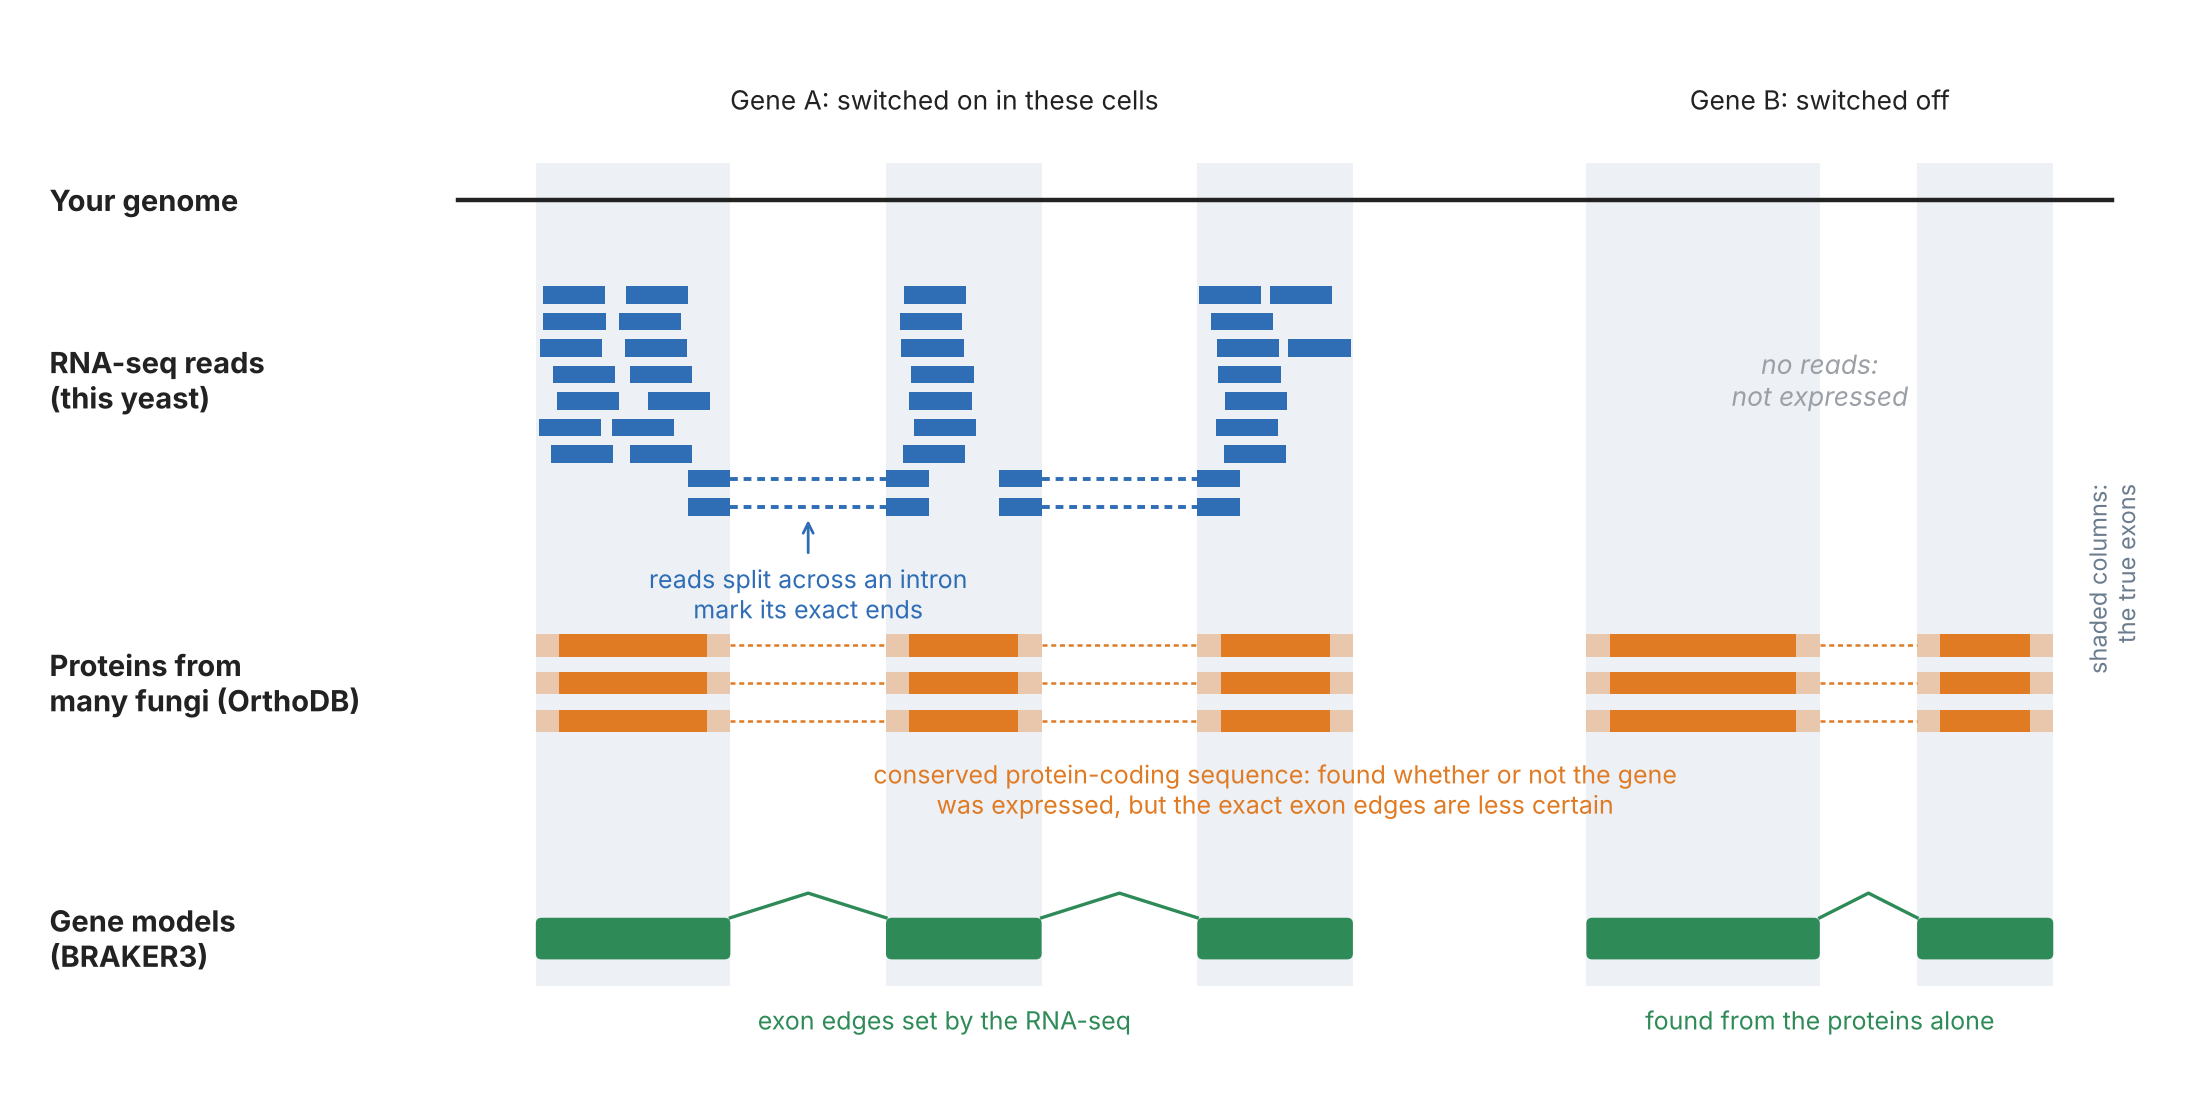 Gene A: switched on in these cells
Gene B: switched off
Your genome
RNA-seq reads
(this yeast)
no reads:
not expressed
shaded columns:
the true exons
reads split across an intron
mark its exact ends
Proteins from
many fungi (OrthoDB)
conserved protein-coding sequence: found whether or not the gene
was expressed, but the exact exon edges are less certain
Gene models
(BRAKER3)
exon edges set by the RNA-seq
found from the proteins alone